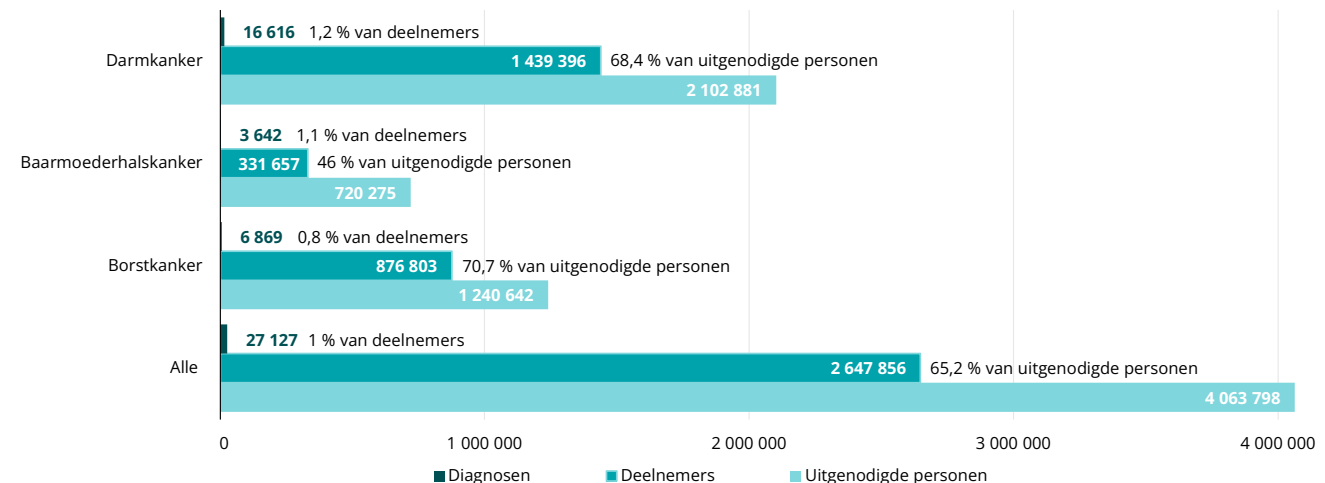 16 616 1,2 % van deelnemers
Darmkanker
1 439 396 68,4 % van uitgenodigde personen
2 102 881
3 642 1,1 % van deelnemers
Baarmoederhalskanker
331 657 46 % van uitgenodigde personen
720 275
6 869 0,8 % van deelnemers
Borstkanker
876 803 70,7 % van uitgenodigde personen
1 240 642
27 127 1 % van deelnemers
Alle
2 647 856 65,2 % van uitgenodigde personen
4 063 798
0 1 000 000 2 000 000 3 000 000 4 000 000
Diagnosen Deelnemers Uitgenodigde personen